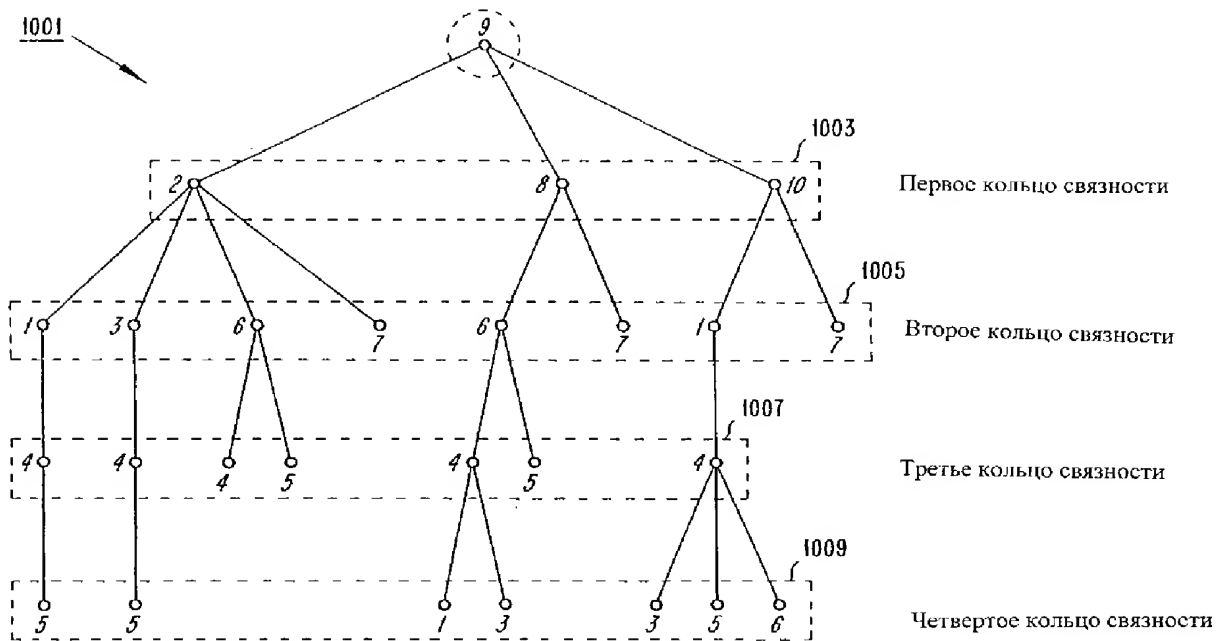 1001
9
1003
2 8 10 Первое кольцо связности
1005
1 3 6 7 6 7 1 7 Второе кольцо связности
1007
4 4 4 5 4 5 4 Третье кольцо связности
1009
5 5 1 3 3 5 6 Четвертое кольцо связности